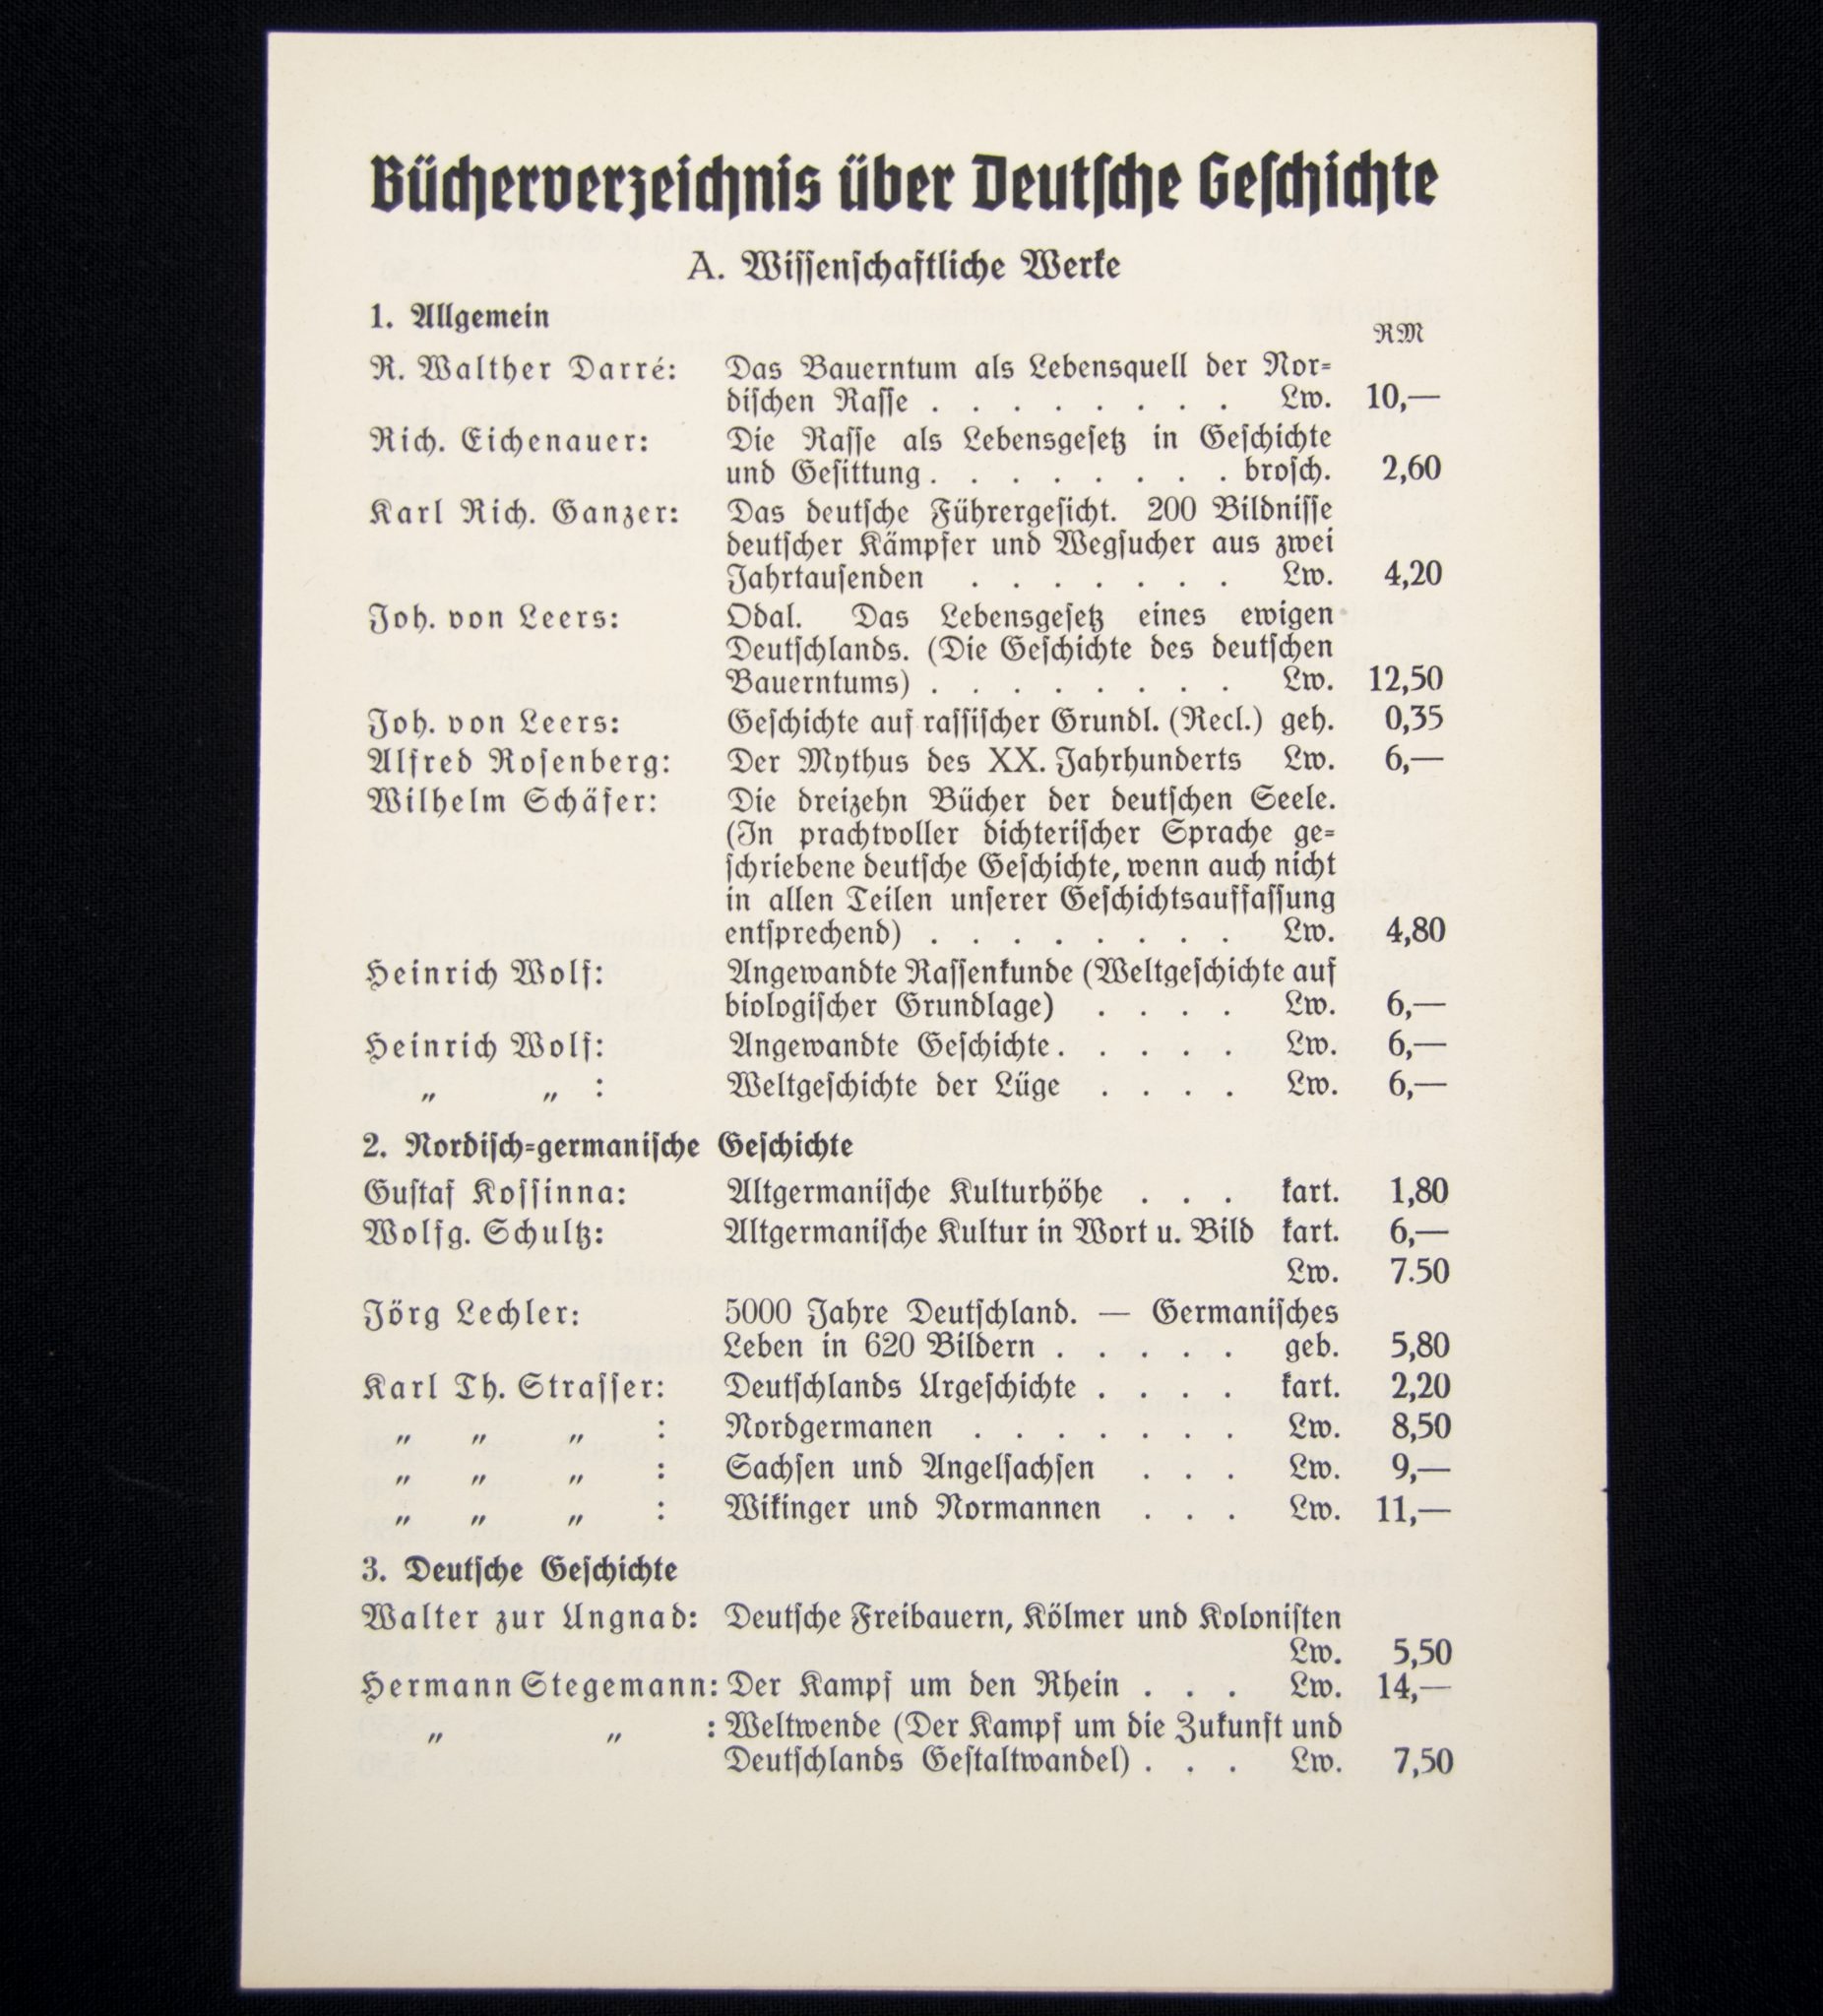 Bücherverzeichnis über Deutsche Geschichte
A. Wissenschaftliche Werke
1. Allgemein
RM
R. Walther Darré: Das Bauerntum als Lebensquell der Nor-
dischen Rasse . . . . . . . . Lw. 10,—
Rich. Eichenauer: Die Rasse als Lebensgesetz in Geschichte
und Gesittung . . . . . . . . brosch. 2,60
Karl Rich. Ganzer: Das deutsche Führergesicht. 200 Bildnisse
deutscher Kämpfer und Wegsucher aus zwei
Jahrtausenden . . . . . . . Lw. 4,20
Joh. von Leers: Odal. Das Lebensgesetz eines ewigen
Deutschlands. (Die Geschichte des deutschen
Bauerntums) . . . . . . . . Lw. 12,50
Joh. von Leers: Geschichte auf rassischer Grundl. (Recl.) geh. 0,35
Alfred Rosenberg: Der Mythus des XX. Jahrhunderts Lw. 6,—
Wilhelm Schäfer: Die dreizehn Bücher der deutschen Seele.
(In prachtvoller dichterischer Sprache ge-
schriebene deutsche Geschichte, wenn auch nicht
in allen Teilen unserer Geschichtsauffassung
entsprechend) . . . . . . . . Lw. 4,80
Heinrich Wolf: Angewandte Rassenkunde (Weltgeschichte auf
biologischer Grundlage) . . . . Lw. 6,—
Heinrich Wolf: Angewandte Geschichte . . . . . Lw. 6,—
„ „ : Weltgeschichte der Lüge . . . . Lw. 6,—
2. Nordisch-germanische Geschichte
Gustaf Kossinna: Altgermanische Kulturhöhe . . . kart. 1,80
Wolfg. Schultz: Altgermanische Kultur in Wort u. Bild kart. 6,—
Lw. 7.50
Jörg Lechler: 5000 Jahre Deutschland. — Germanisches
Leben in 620 Bildern . . . . . geb. 5,80
Karl Th. Strasser: Deutschlands Urgeschichte . . . . kart. 2,20
„ „ „ : Nordgermanen . . . . . . . Lw. 8,50
„ „ „ : Sachsen und Angelsachsen . . . Lw. 9,—
„ „ „ : Wikinger und Normannen . . . Lw. 11,—
3. Deutsche Geschichte
Walter zur Ungnad: Deutsche Freibauern, Kölmer und Kolonisten
Lw. 5,50
Hermann Stegemann: Der Kampf um den Rhein . . . Lw. 14,—
„ „ : Weltwende (Der Kampf um die Zukunft und
Deutschlands Gestaltwandel) . . . Lw. 7,50